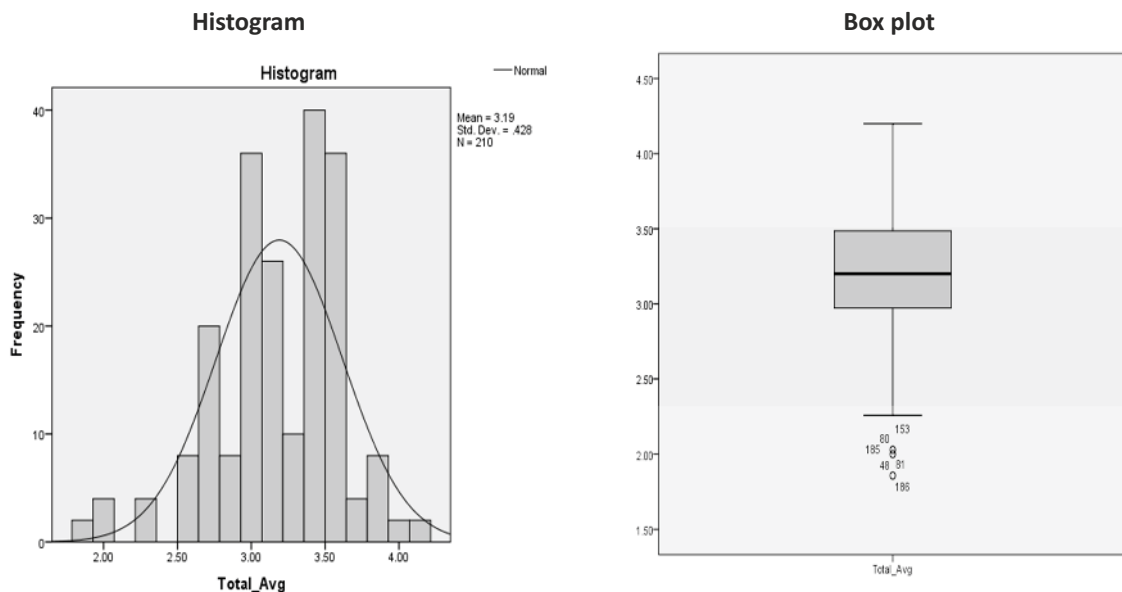 Histogram
Histogram
Normal
Mean = 3.19
Std. Dev. = .428
N = 210
40
30
20
10
0
Frequency
2.00 2.50 3.00 3.50 4.00
Total_Avg
Box plot
4.50
4.00
3.50
3.00
2.50
2.00
1.50
153
80
185
48 81
186
Total_Avg